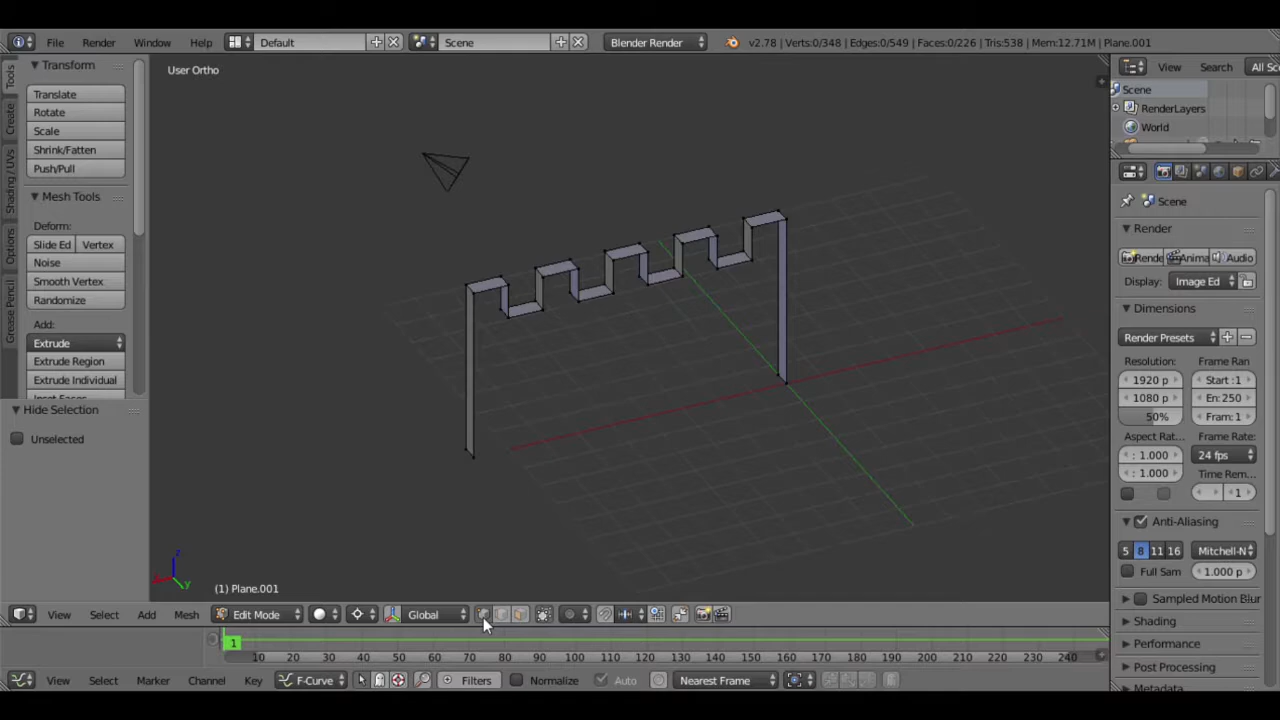 File Render Window Help Default Scene Blender Render v2.78 | Verts:0/348 | Edges:0/549 | Faces:0/226 | Tris:538 | Mem:12.71M | Plane.001
Tools
Create
Shading / UVs
Options
Grease Pencil
Transform
Translate
Rotate
Scale
Shrink/Fatten
Push/Pull
Mesh Tools
Deform:
Slide Ed Vertex
Noise
Smooth Vertex
Randomize
Add:
Extrude
Extrude Region
Extrude Individual
Hide Selection
Unselected
User Ortho
(1) Plane.001
View Select Add Mesh Edit Mode Global
1
10 20 30 40 50 60 70 80 90 100 110 120 130 140 150 160 170 180 190 200 210 220 230 240
View Select Marker Channel Key F-Curve Filters Normalize Auto Nearest Frame
View Search All Sc
Scene
RenderLayers
World
Scene
Render
Rende Anima Audio
Display: Image Ed
Dimensions
Render Presets
Resolution: Frame Ran
1920 p Start :1
1080 p En: 250
50% Fram: 1
Aspect Rat... Frame Rate:
: 1.000 24 fps
: 1.000 Time Rem...
1
Anti-Aliasing
5 8 11 16 Mitchell-N
Full Sam 1.000 p
Sampled Motion Blur
Shading
Performance
Post Processing
Metadata